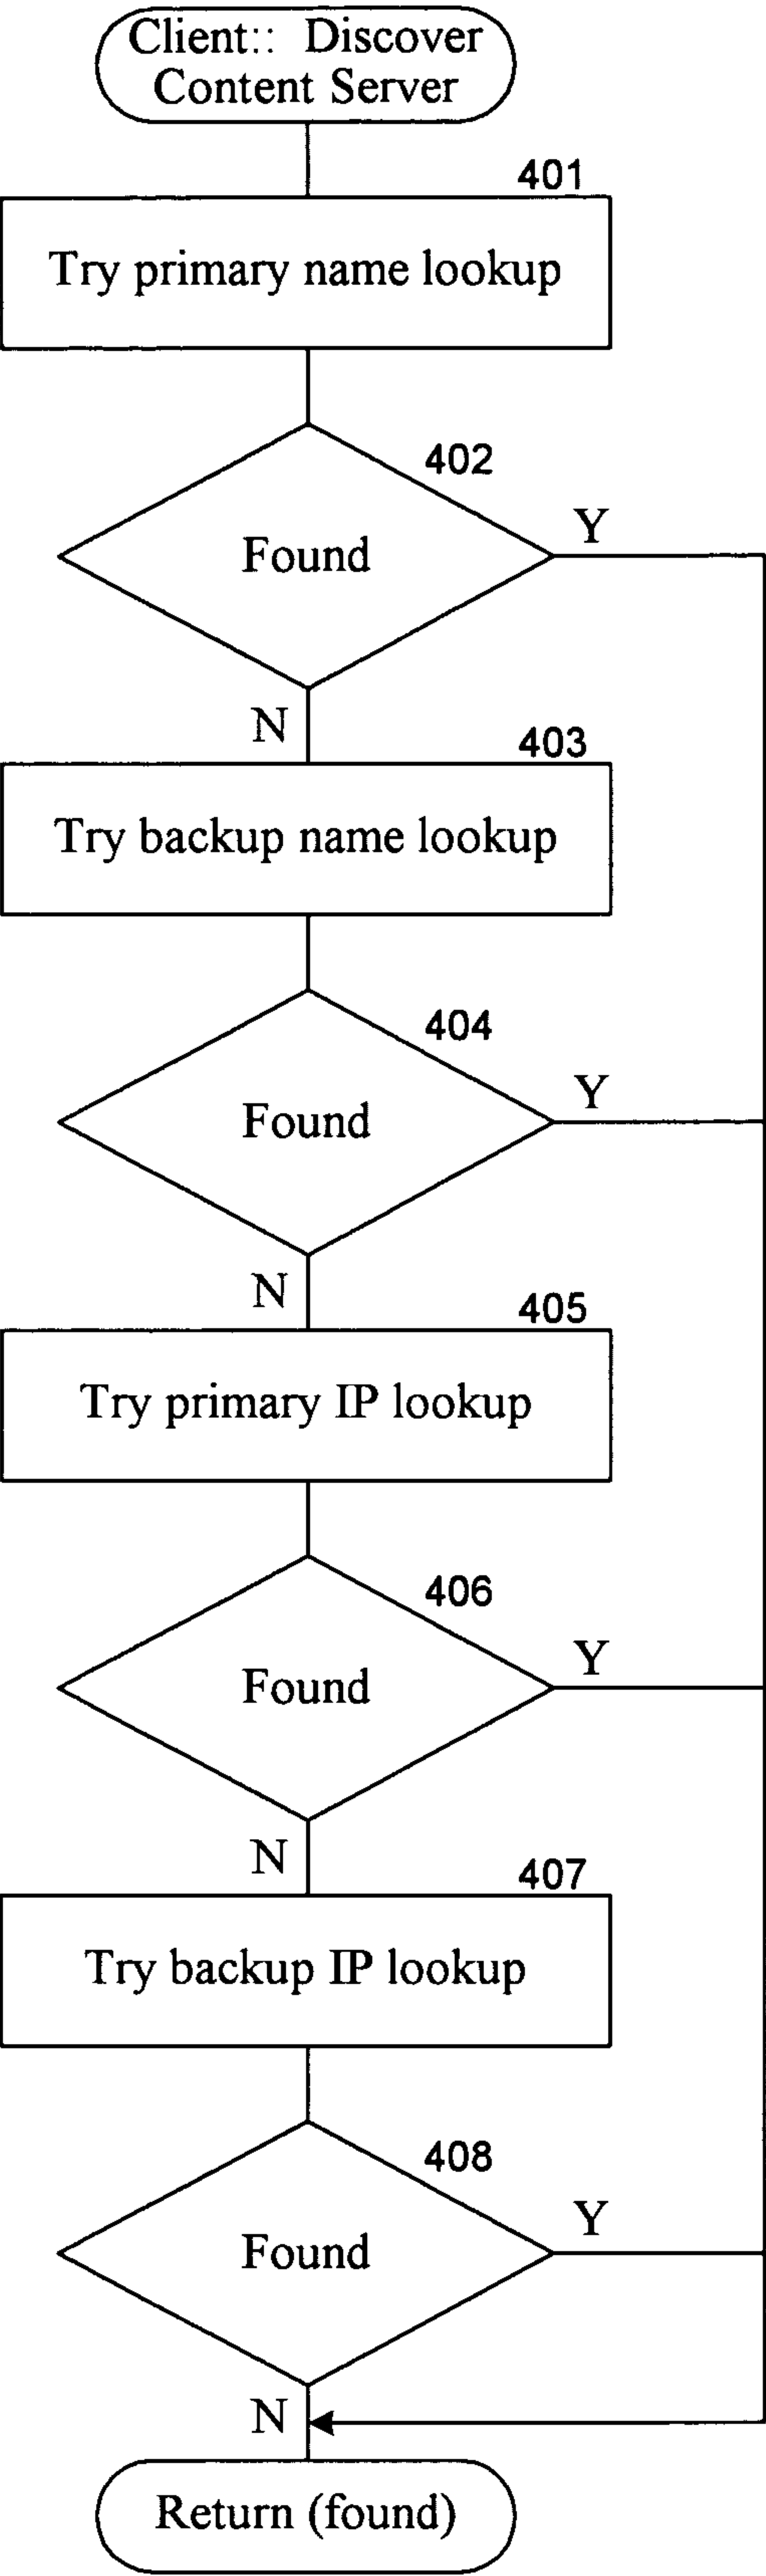 Client:: Discover
Content Server
401
Try primary name lookup
402
Found
Y
N
403
Try backup name lookup
404
Found
Y
N
405
Try primary IP lookup
406
Found
Y
N
407
Try backup IP lookup
408
Found
Y
N
Return (found)